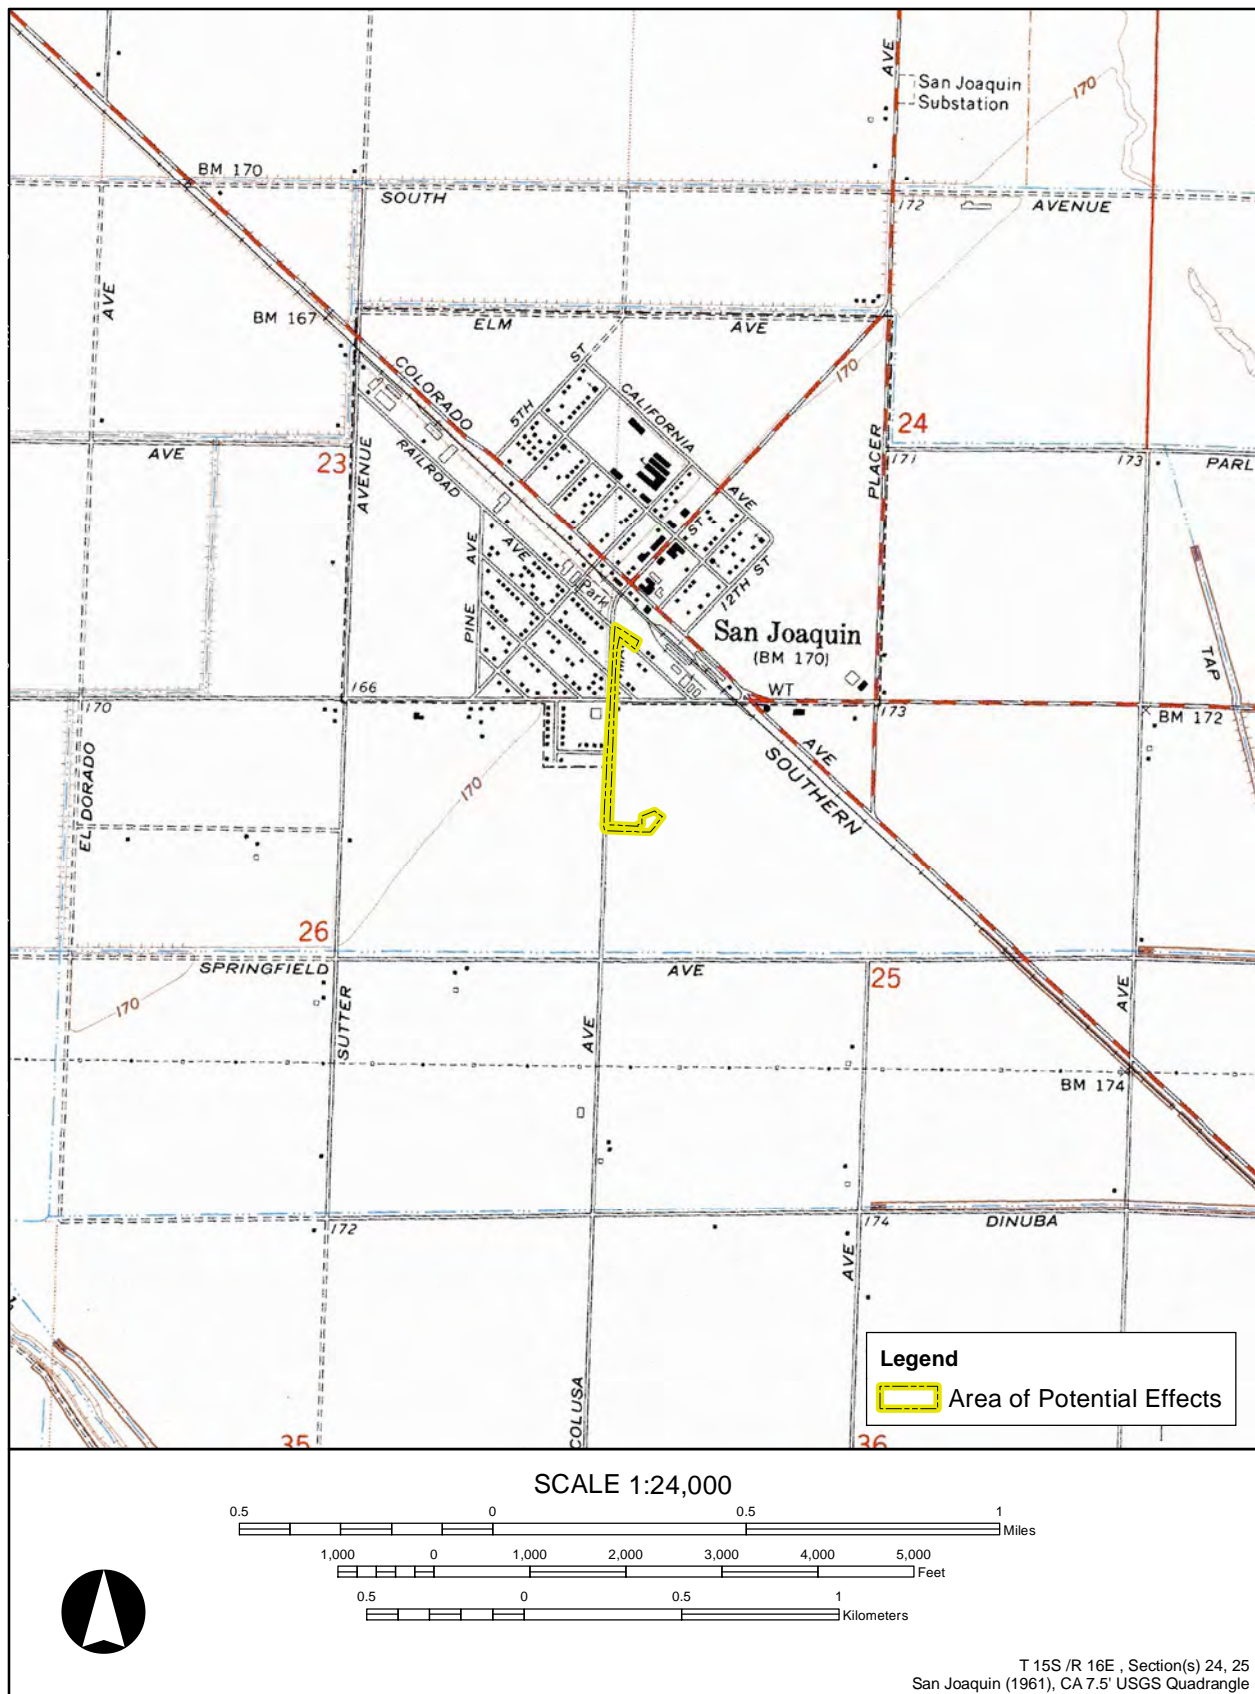 AVE
San Joaquin
Substation
170
BM 170
SOUTH
172
AVENUE
AVE
BM 167
ELM
AVE
ST
COLORADO
CALIFORNIA
170
5TH
24
AVE
23
RAILROAD
PLACER
171
173
PARL
AVENUE
AVE
ST
AVE
AVE
PINE
Park
12TH ST
San Joaquin
(BM 170)
TAP
166
WT
170
173
BM 172
EL DORADO
170
AVE
SOUTHERN
26
SPRINGFIELD
AVE
25
170
SUTTER
AVE
AVE
BM 174
172
174
DINUBA
AVE
COLUSA
35
36
Legend
Area of Potential Effects
SCALE 1:24,000
0.5 0 0.5 1
Miles
1,000 0 1,000 2,000 3,000 4,000 5,000
Feet
0.5 0 0.5 1
Kilometers
T 15S /R 16E , Section(s) 24, 25
San Joaquin (1961), CA 7.5' USGS Quadrangle